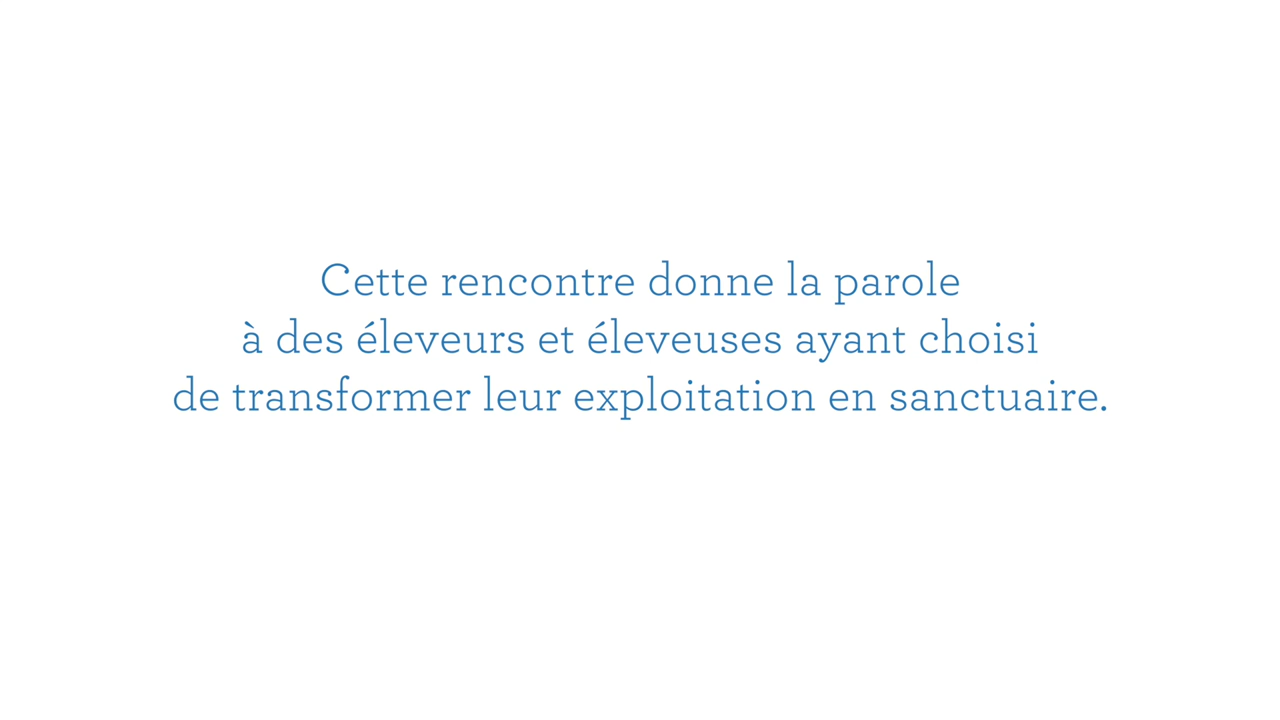 Cette rencontre donne la parole
à des éleveurs et éleveuses ayant choisi
de transformer leur exploitation en sanctuaire.